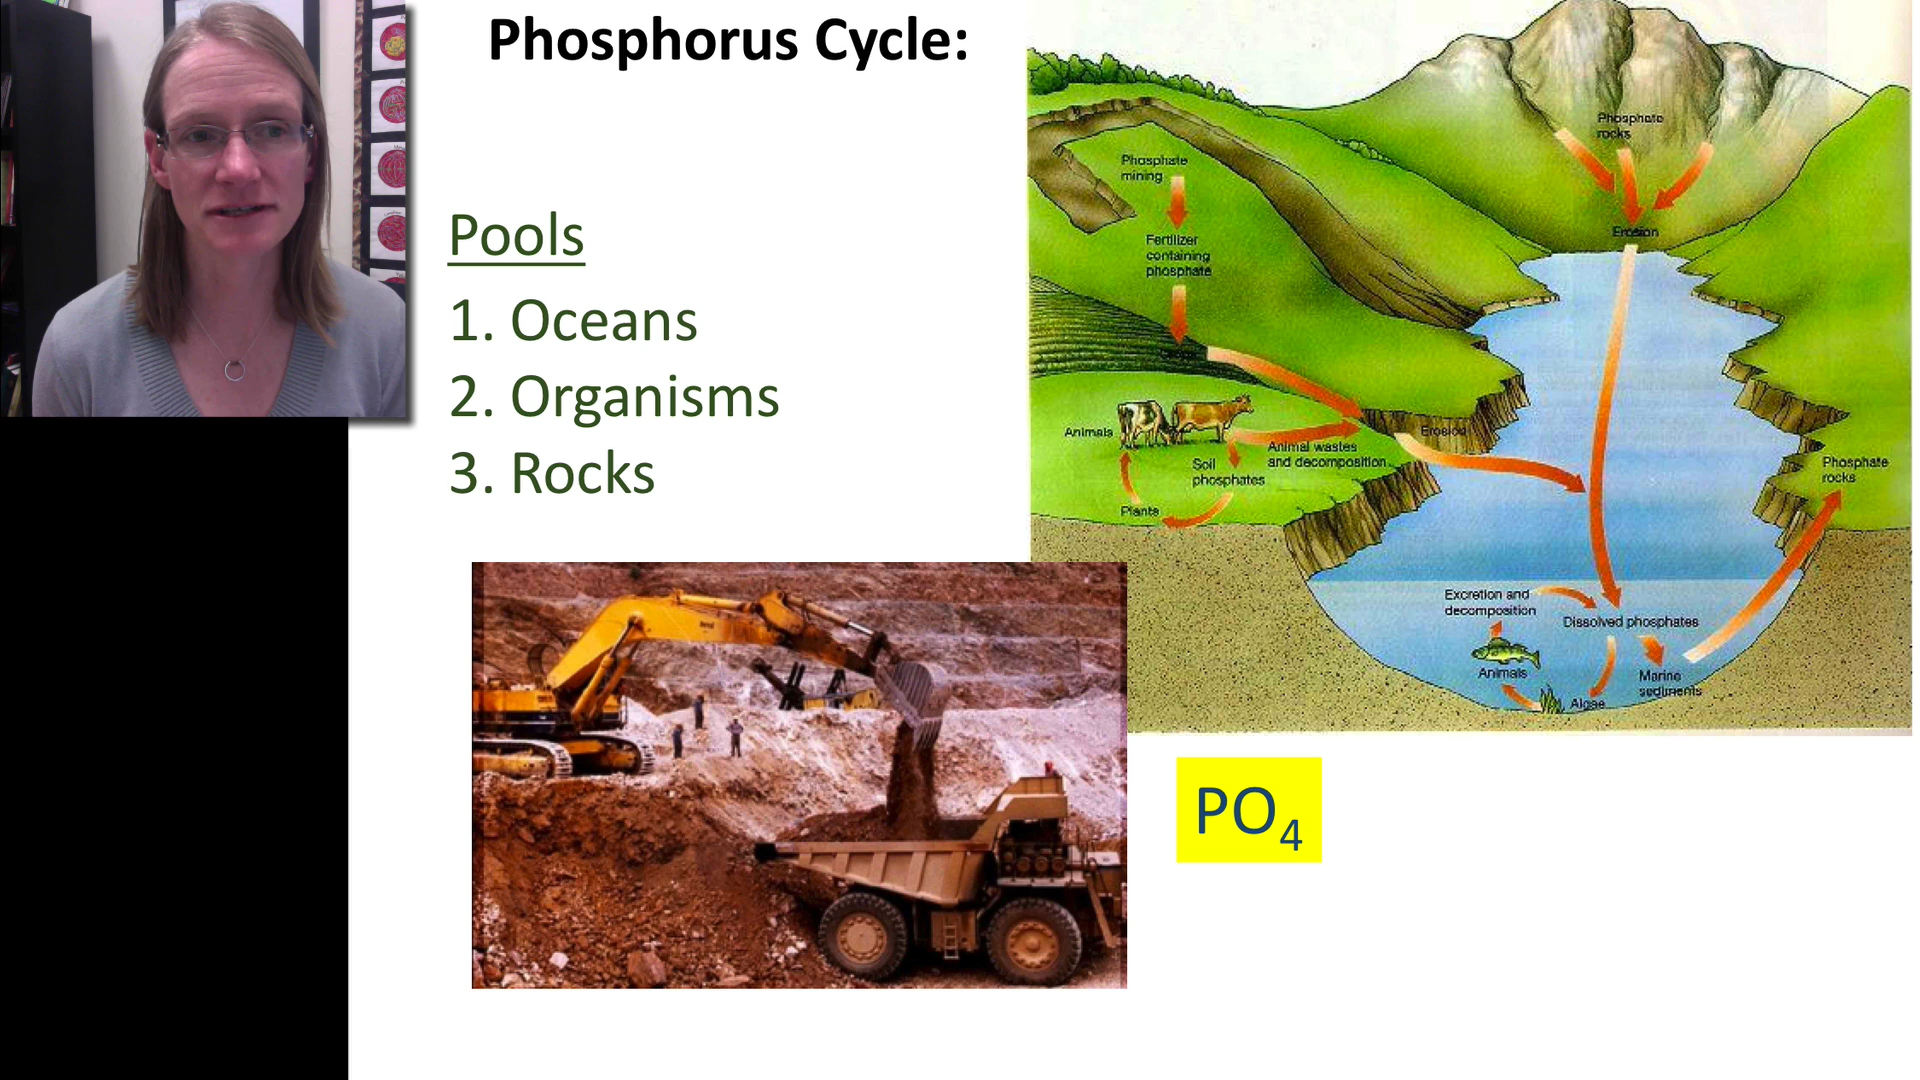 Phosphorus Cycle:
Pools
1. Oceans
2. Organisms
3. Rocks
Phosphate
rocks
Erosion
Phosphate
mining
Fertilizer
containing
phosphate
Animals
Soil
phosphates
Plants
Animal wastes
and decomposition
Erosion
Phosphate
rocks
Excretion and
decomposition
Dissolved phosphates
Animals
Marine
sediments
Algae
PO₄